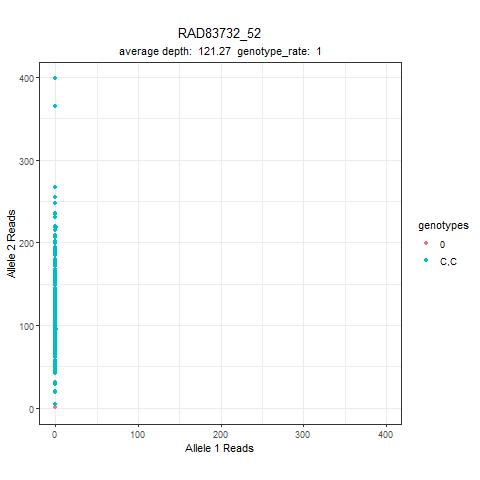 RAD83732_52
average depth: 121.27 genotype_rate: 1
400
300
200
100
0
Allele 2 Reads
0 100 200 300 400
Allele 1 Reads
genotypes
0
C,C